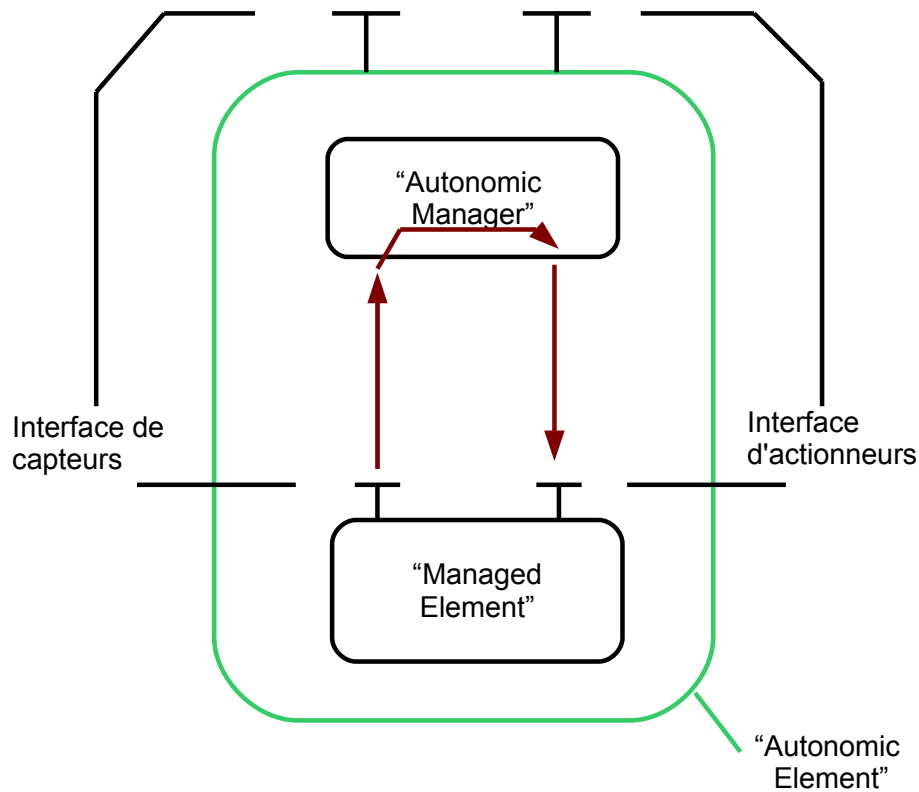 “Autonomic
Manager”
Interface de
capteurs
Interface
d'actionneurs
“Managed
Element”
“Autonomic
Element”